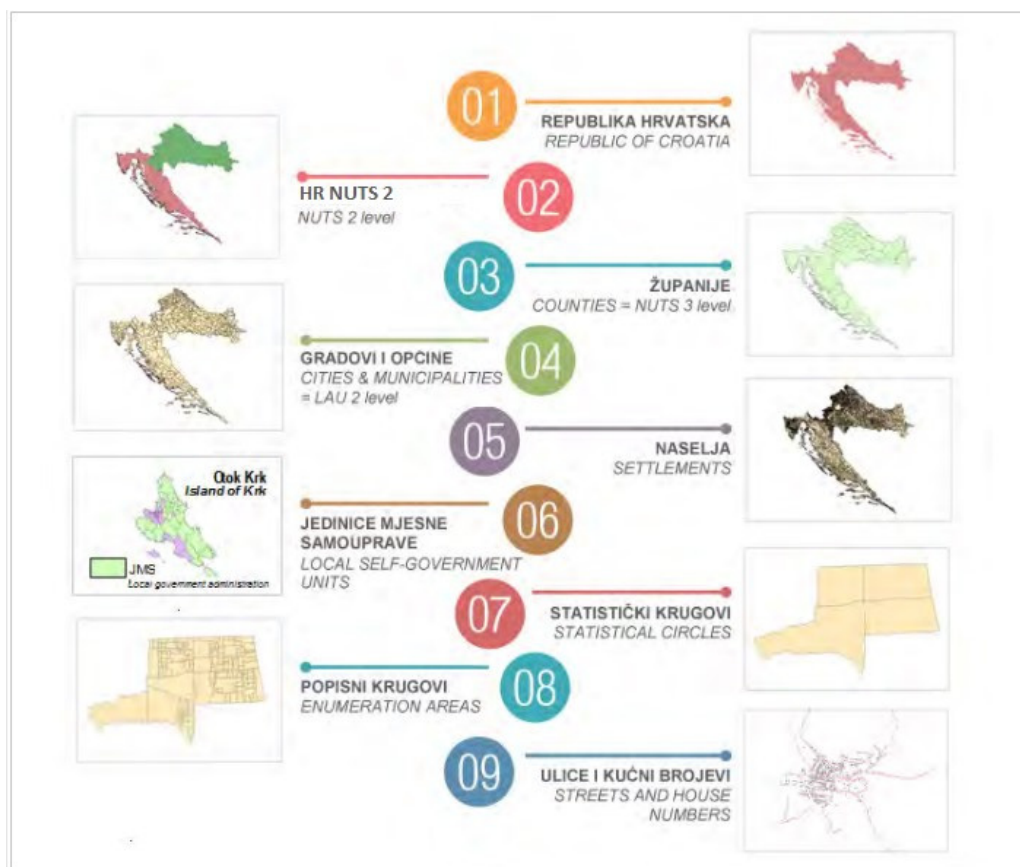 01
REPUBLIKA HRVATSKA
REPUBLIC OF CROATIA
02
HR NUTS 2
NUTS 2 level
03
ŽUPANIJE
COUNTIES = NUTS 3 level
04
GRADOVI I OPĆINE
CITIES & MUNICIPALITIES
= LAU 2 level
05
NASELJA
SETTLEMENTS
Otok Krk
Island of Krk
JMS
Local government administration
06
JEDINICE MJESNE
SAMOUPRAVE
LOCAL SELF-GOVERNMENT
UNITS
07
STATISTIČKI KRUGOVI
STATISTICAL CIRCLES
08
POPISNI KRUGOVI
ENUMERATION AREAS
09
ULICE I KUĆNI BROJEVI
STREETS AND HOUSE
NUMBERS